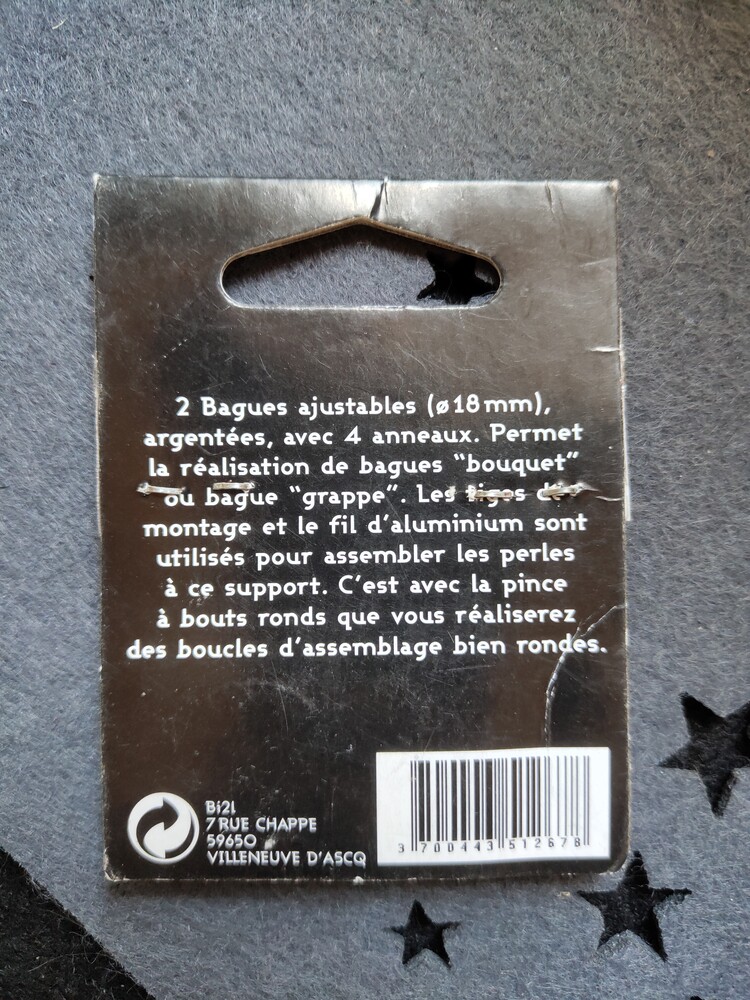 2 Bagues ajustables (ø18mm),
argentées, avec 4 anneaux. Permet
la réalisation de bagues "bouquet"
ou bague "grappe". Les tiges de
montage et le fil d'aluminium sont
utilisés pour assembler les perles
à ce support. C'est avec la pince
à bouts ronds que vous réaliserez
des boucles d'assemblage bien rondes.
Bi2l
7 RUE CHAPPE
59650
VILLENEUVE D'ASCQ
3 700443 512678